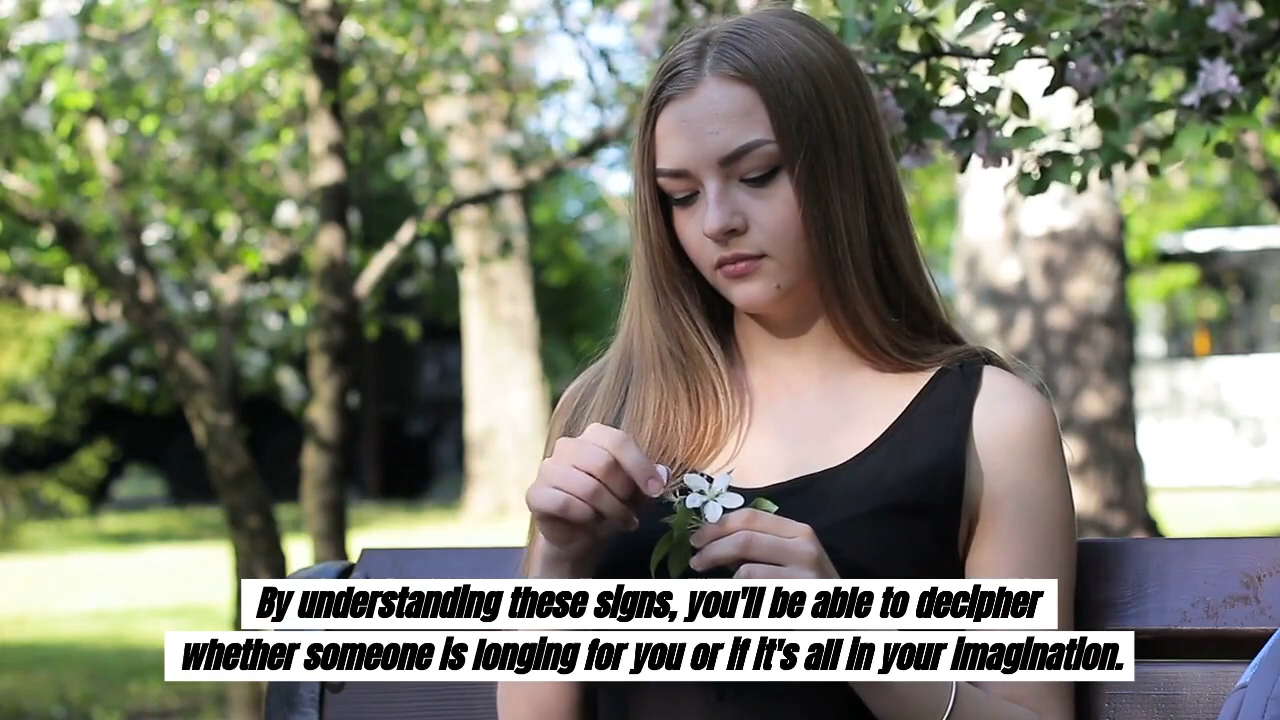 By understanding these signs, you'll be able to decipher
whether someone is longing for you or if it's all in your imagination.